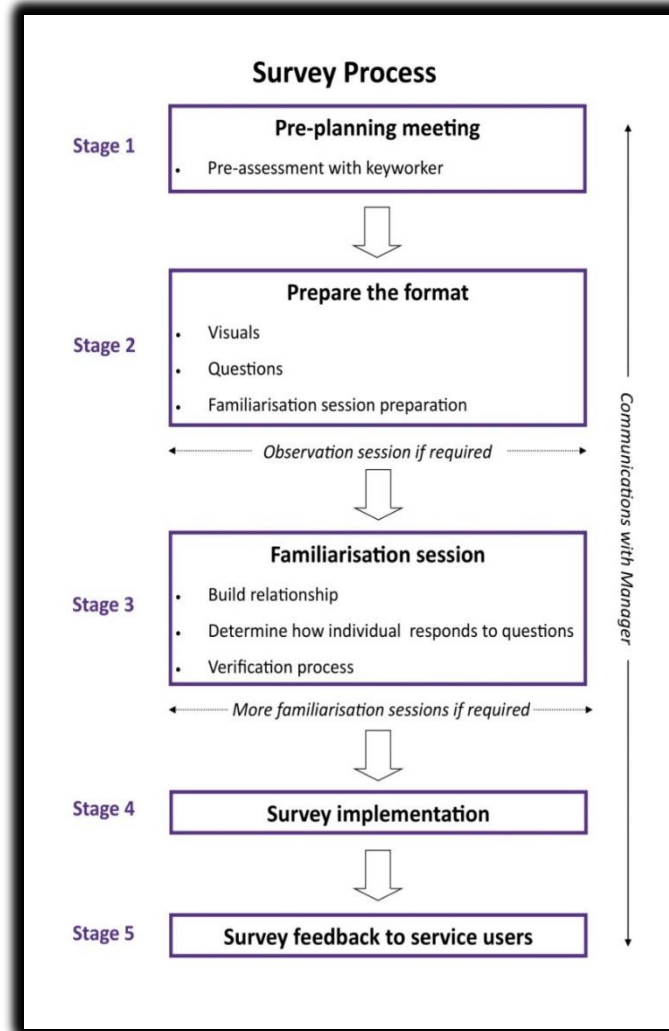 Survey Process
Stage 1
Pre-planning meeting
• Pre-assessment with keyworker
Stage 2
Prepare the format
• Visuals
• Questions
• Familiarisation session preparation
Observation session if required
Stage 3
Familiarisation session
• Build relationship
• Determine how individual responds to questions
• Verification process
More familiarisation sessions if required
Stage 4
Survey implementation
Stage 5
Survey feedback to service users
Communications with Manager